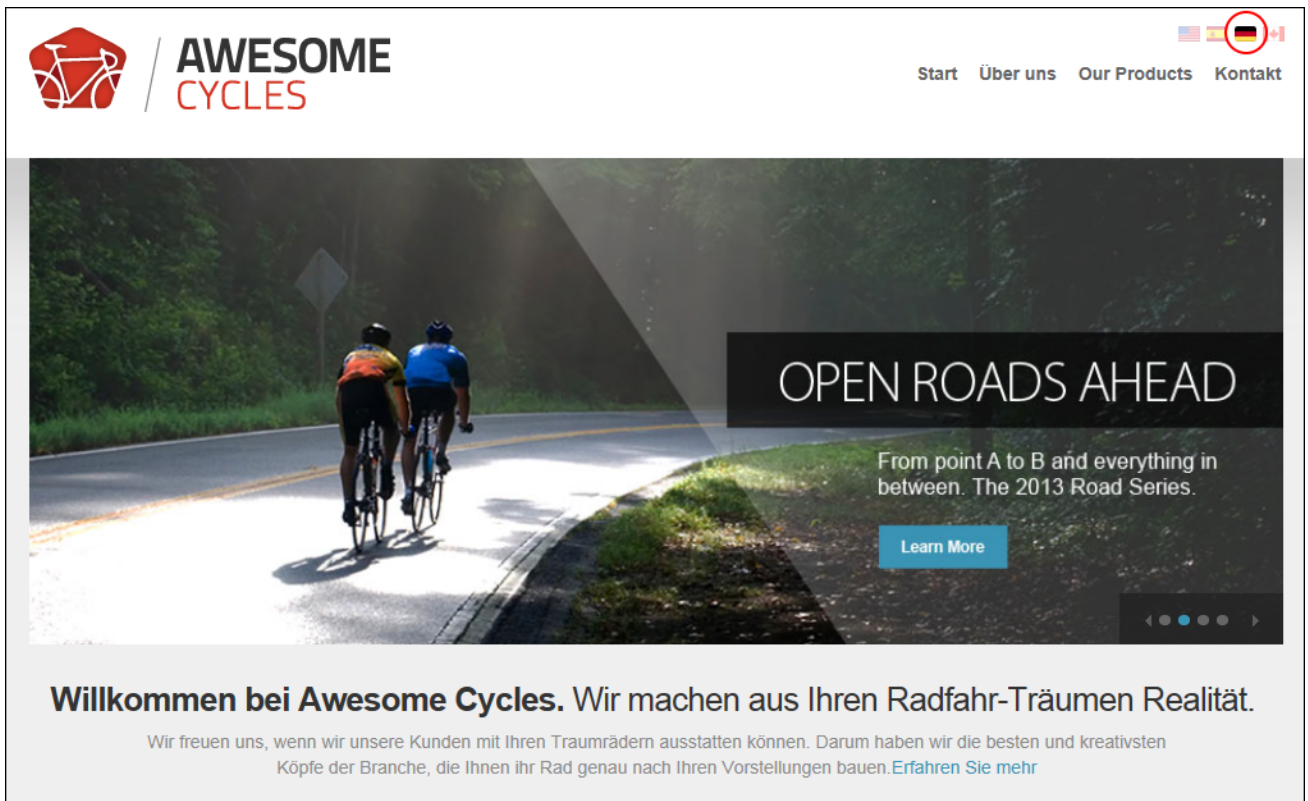 AWESOME
CYCLES
Start Über uns Our Products Kontakt
OPEN ROADS AHEAD
From point A to B and everything in
between. The 2013 Road Series.
Learn More
Willkommen bei Awesome Cycles. Wir machen aus Ihren Radfahr-Träumen Realität.
Wir freuen uns, wenn wir unsere Kunden mit Ihren Traumrädern ausstatten können. Darum haben wir die besten und kreativsten
Köpfe der Branche, die Ihnen ihr Rad genau nach Ihren Vorstellungen bauen.Erfahren Sie mehr